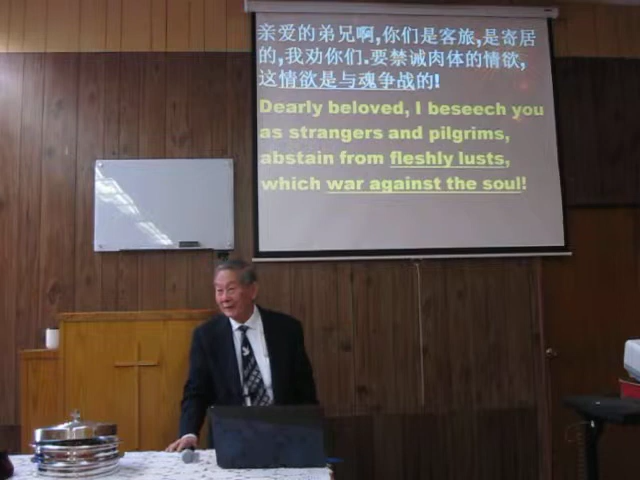 亲爱的弟兄啊,你们是客旅,是寄居
的,我劝你们.要禁诫肉体的情欲,
这情欲是与魂争战的!
Dearly beloved, I beseech you
as strangers and pilgrims,
abstain from fleshly lusts,
which war against the soul!